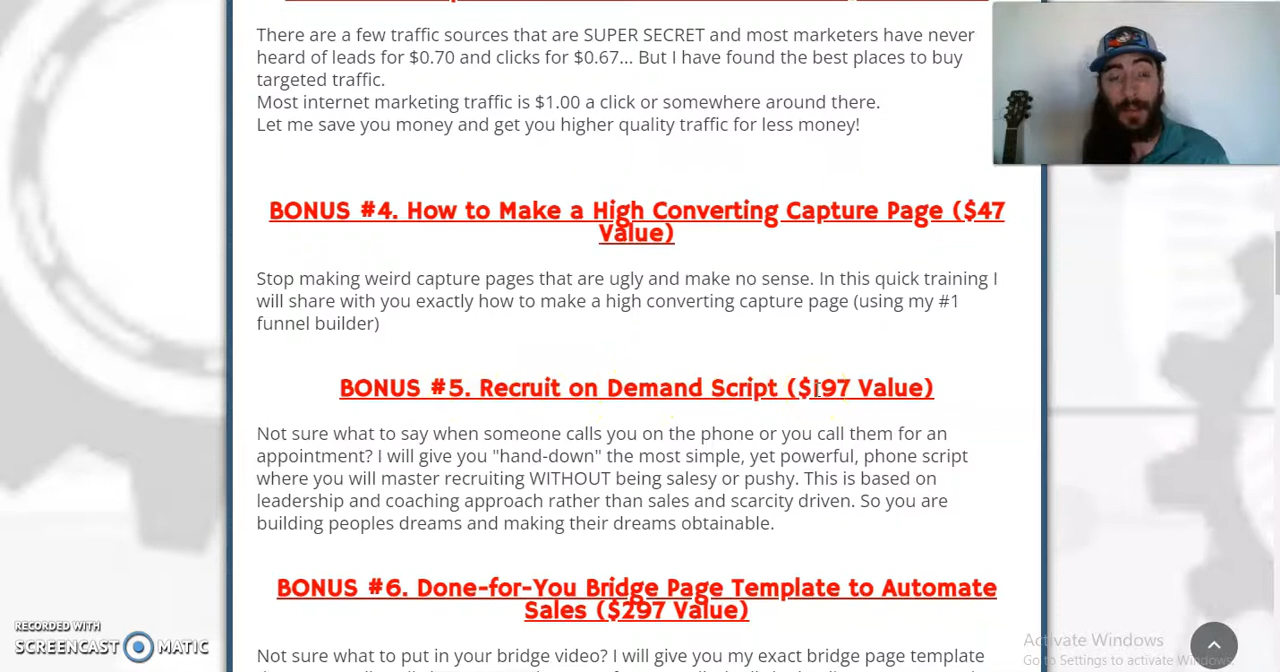 There are a few traffic sources that are SUPER SECRET and most marketers have never
heard of leads for $0.70 and clicks for $0.67... But I have found the best places to buy
targeted traffic.
Most internet marketing traffic is $1.00 a click or somewhere around there.
Let me save you money and get you higher quality traffic for less money!
BONUS #4. How to Make a High Converting Capture Page ($47
Value)
Stop making weird capture pages that are ugly and make no sense. In this quick training I
will share with you exactly how to make a high converting capture page (using my #1
funnel builder)
BONUS #5. Recruit on Demand Script ($197 Value)
Not sure what to say when someone calls you on the phone or you call them for an
appointment? I will give you "hand-down" the most simple, yet powerful, phone script
where you will master recruiting WITHOUT being salesy or pushy. This is based on
leadership and coaching approach rather than sales and scarcity driven. So you are
building peoples dreams and making their dreams obtainable.
BONUS #6. Done-for-You Bridge Page Template to Automate
Sales ($297 Value)
Not sure what to put in your bridge video? I will give you my exact bridge page template
RECORDED WITH
SCREENCAST MATIC
Activate Windows
Go to Settings to activate Windows.